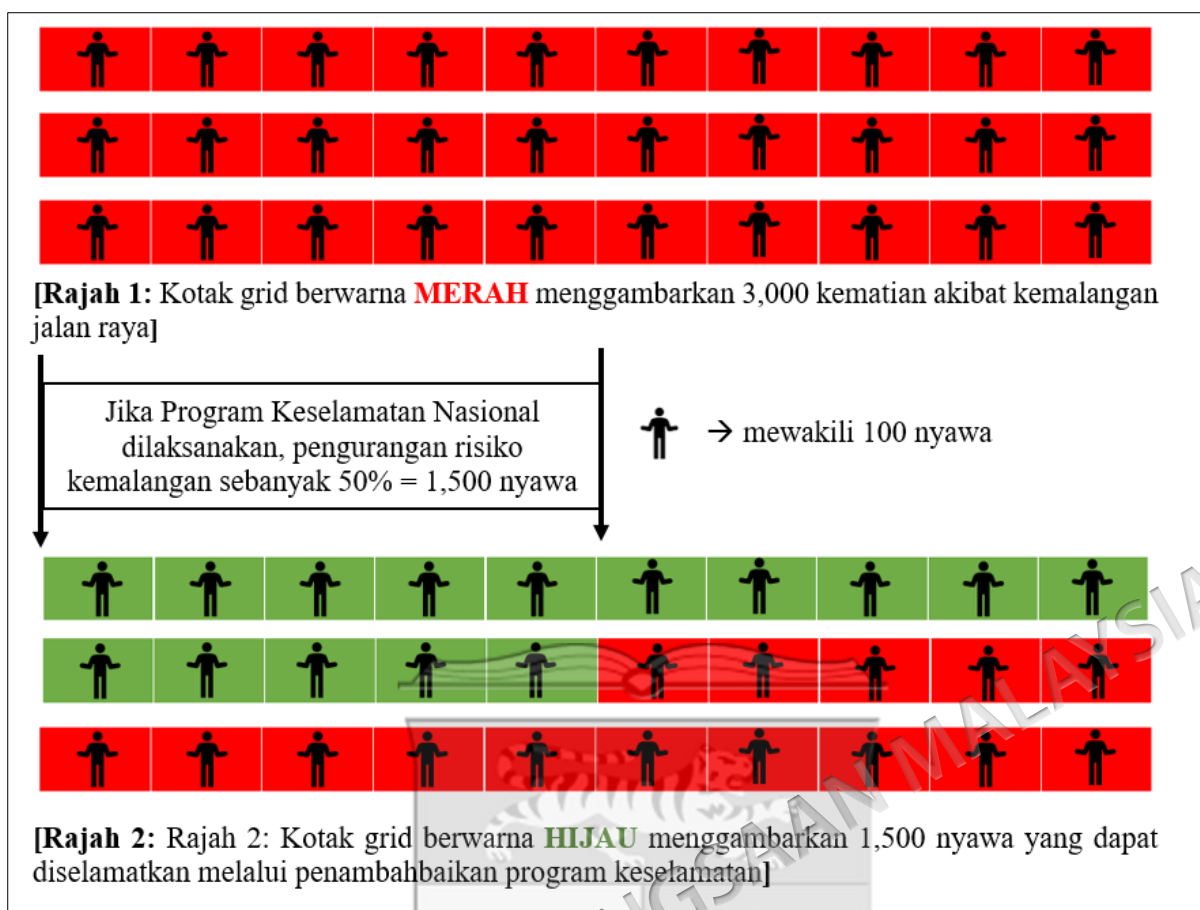 [Rajah 1: Kotak grid berwarna MERAH menggambarkan 3,000 kematian akibat kemalangan
jalan raya]
Jika Program Keselamatan Nasional
dilaksanakan, pengurangan risiko
kemalangan sebanyak 50% = 1,500 nyawa
→ mewakili 100 nyawa
[Rajah 2: Rajah 2: Kotak grid berwarna HIJAU menggambarkan 1,500 nyawa yang dapat
diselamatkan melalui penambahbaikan program keselamatan]
MALAYSIA